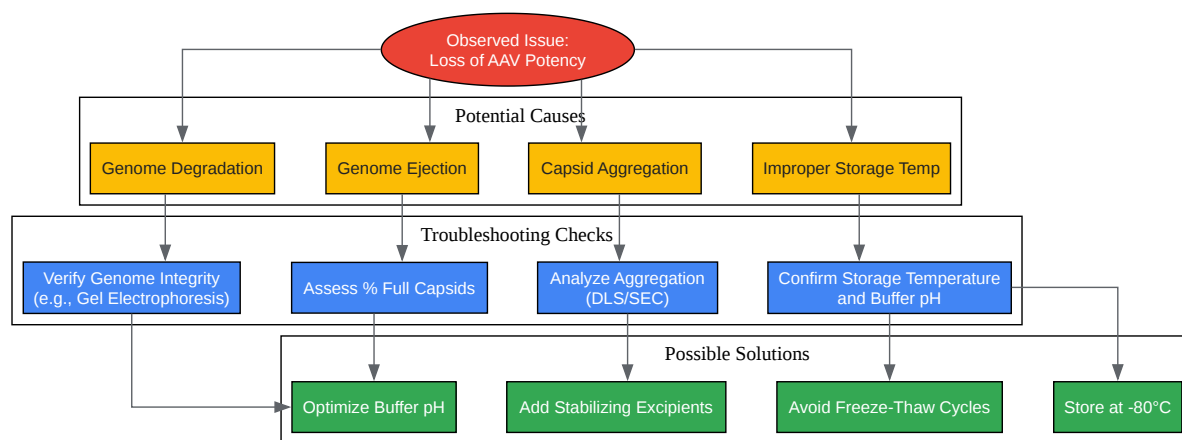 Observed Issue:
Loss of AAV Potency
Potential Causes
Genome Degradation
Genome Ejection
Capsid Aggregation
Improper Storage Temp
Troubleshooting Checks
Verify Genome Integrity
(e.g., Gel Electrophoresis)
Assess % Full Capsids
Analyze Aggregation
(DLS/SEC)
Confirm Storage Temperature
and Buffer pH
Possible Solutions
Optimize Buffer pH
Add Stabilizing Excipients
Avoid Freeze-Thaw Cycles
Store at -80°C